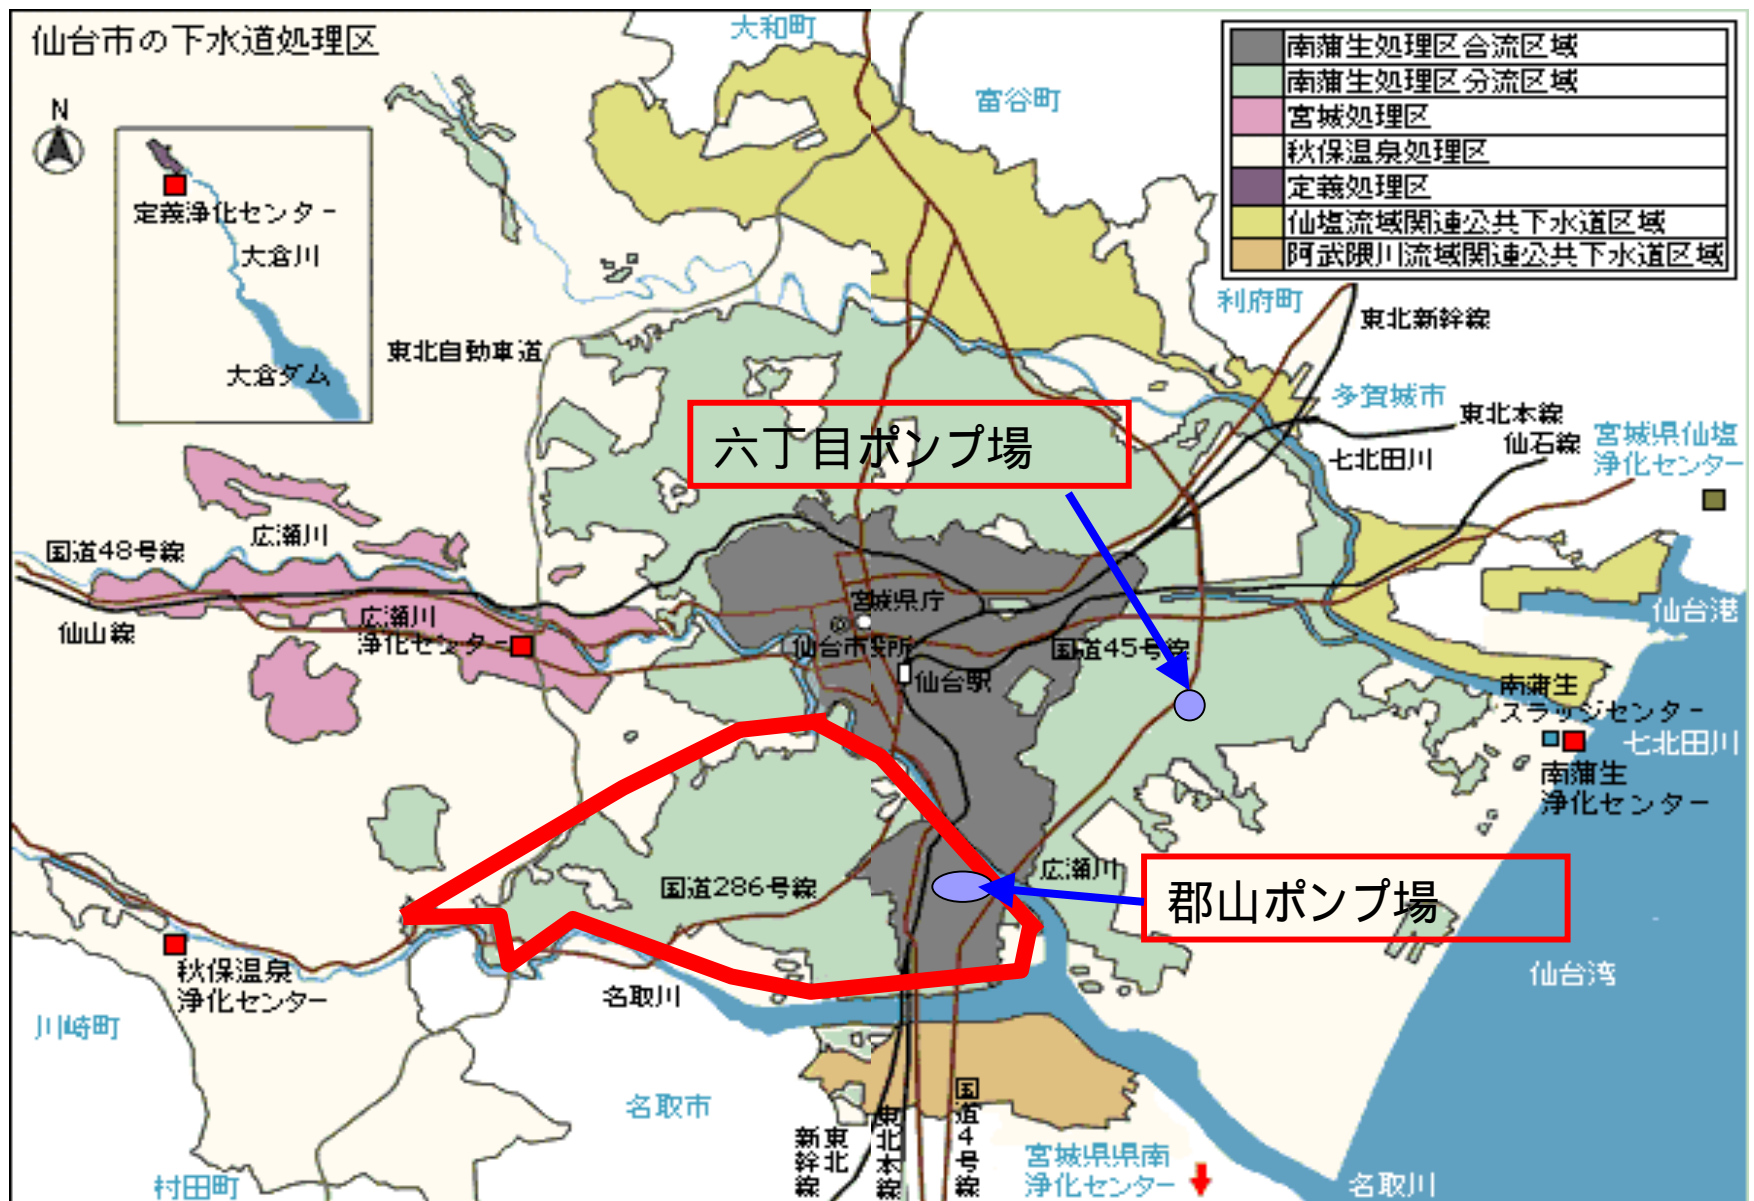 仙台市の下水道処理区
大和町
富谷町
南蒲生処理区合流区域
南蒲生処理区分流区域
宮城処理区
秋保温泉処理区
定義処理区
仙塩流域関連公共下水道区域
阿武隈川流域関連公共下水道区域
N
定義浄化センター
大倉川
大倉ダム
東北自動車道
利府町
東北新幹線
多賀城市
東北本線
仙石線
七北田川
宮城県仙塩
浄化センター
六丁目ポンプ場
国道48号線
広瀬川
仙山線
広瀬川
浄化センター
宮城県庁
仙台市役所
仙台駅
国道45号線
仙台港
南蒲生
スラッジセンター
七北田川
南蒲生
浄化センター
国道286号線
広瀬川
郡山ポンプ場
秋保温泉
浄化センター
名取川
仙台湾
川崎町
名取市
村田町
東北
新幹線
東北本線
国道4号線
宮城県県南
浄化センター
名取川